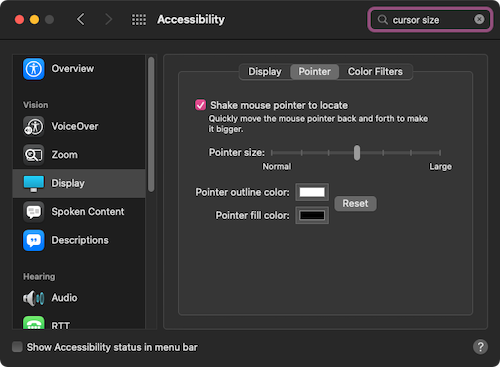 Accessibility
cursor size
Overview
Vision
VoiceOver
Zoom
Display
Spoken Content
Descriptions
Hearing
Audio
RTT
Display
Pointer
Color Filters
Shake mouse pointer to locate
Quickly move the mouse pointer back and forth to make
it bigger.
Pointer size:
Normal
Large
Pointer outline color:
Pointer fill color:
Reset
Show Accessibility status in menu bar
?